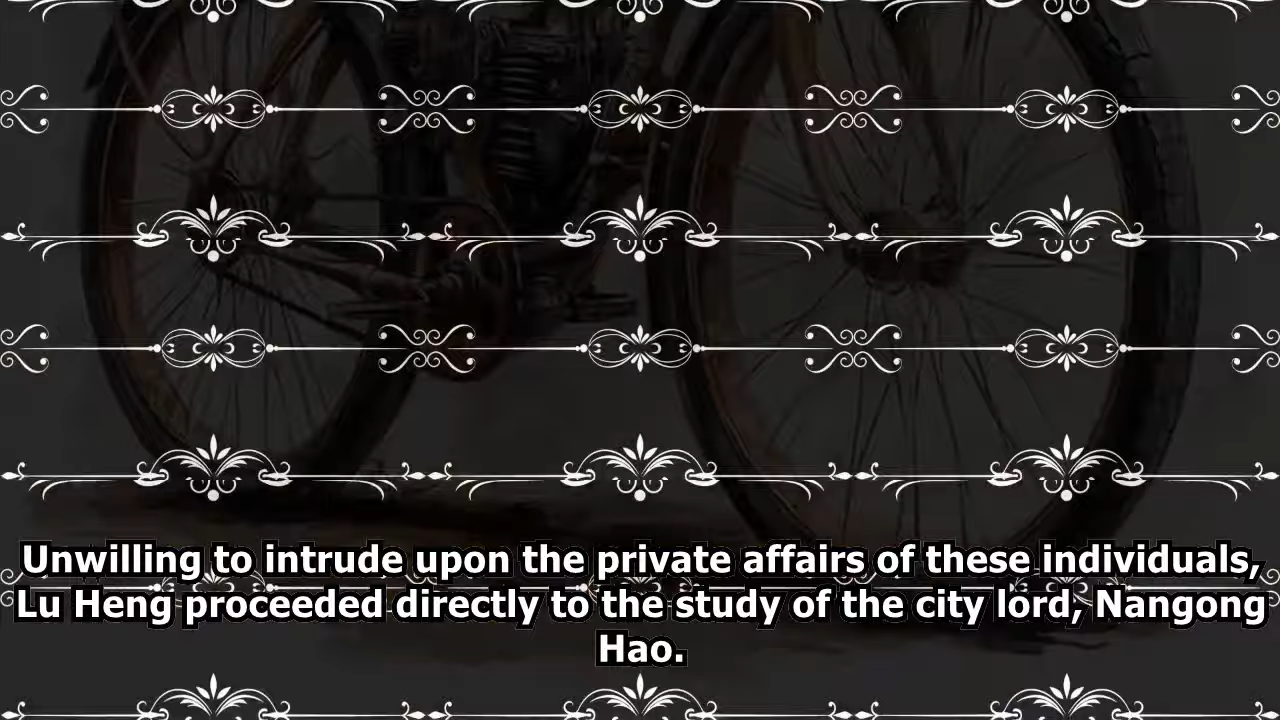 Unwilling to intrude upon the private affairs of these individuals,
Lu Heng proceeded directly to the study of the city lord, Nangong
Hao.